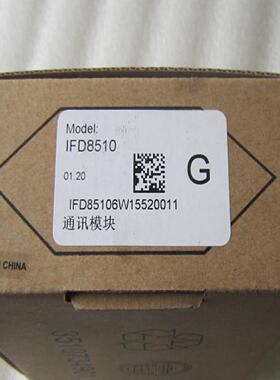 Model:
IFD8510
01.20
G
IFD85106W15520011
通讯模块
CHINA